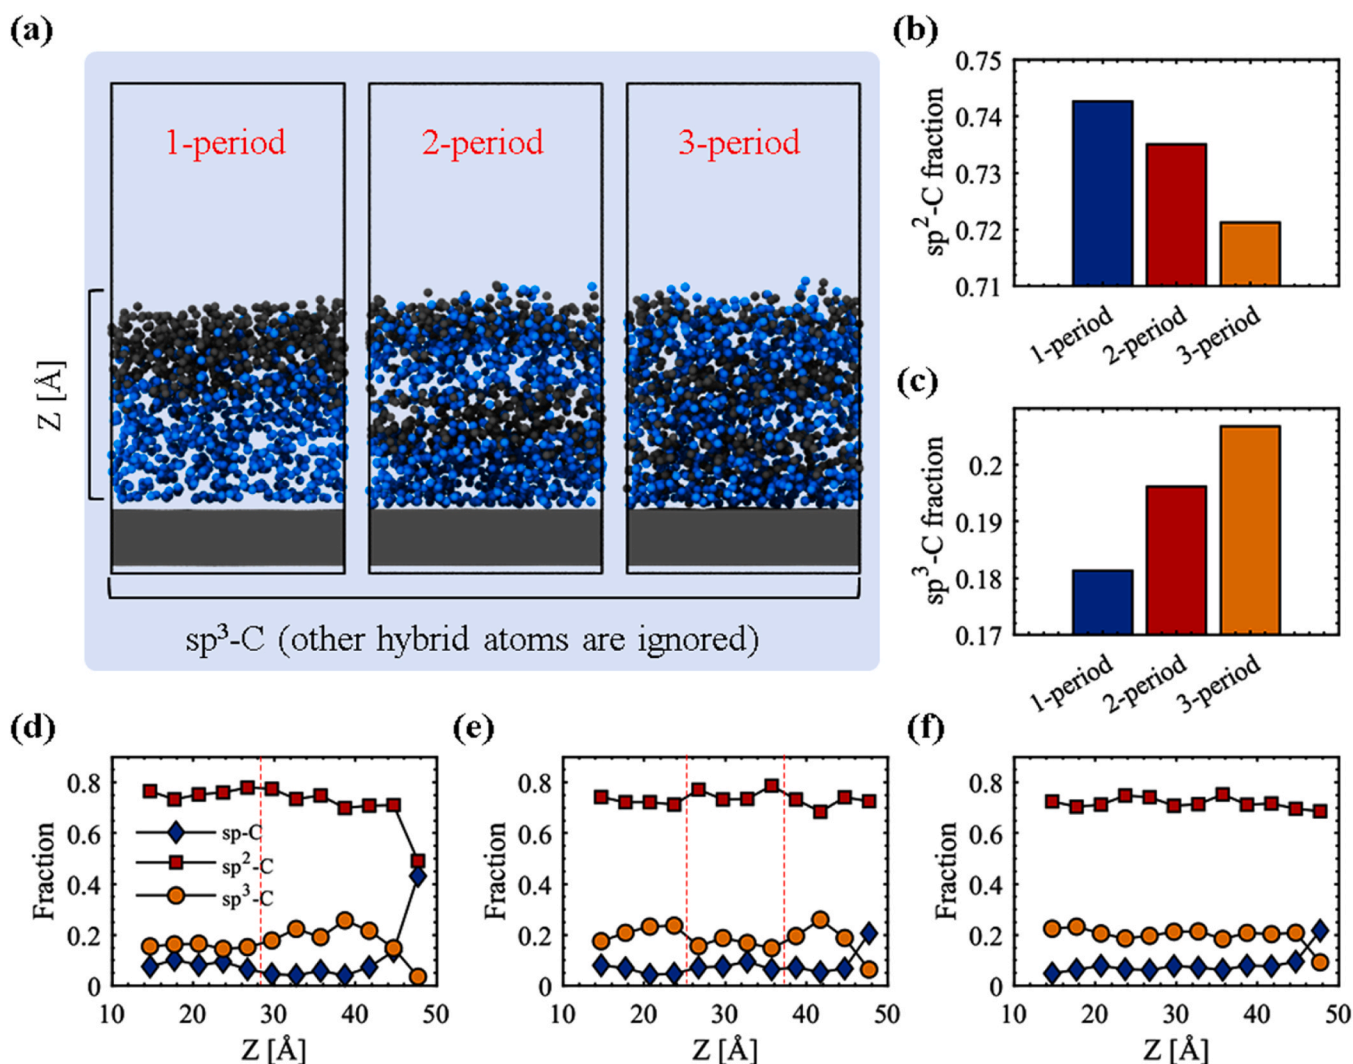 (a)
1-period 2-period 3-period
Z [Å]
sp³-C (other hybrid atoms are ignored)
(b)
sp²-C fraction
0.75
0.74
0.73
0.72
0.71
1-period 2-period 3-period
(c)
sp³-C fraction
0.2
0.19
0.18
0.17
1-period 2-period 3-period
(d)
Fraction
0.8
0.6
0.4
0.2
0
sp-C
sp²-C
sp³-C
10 20 30 40 50
Z [Å]
(e)
Fraction
0.8
0.6
0.4
0.2
0
10 20 30 40 50
Z [Å]
(f)
Fraction
0.8
0.6
0.4
0.2
0
10 20 30 40 50
Z [Å]